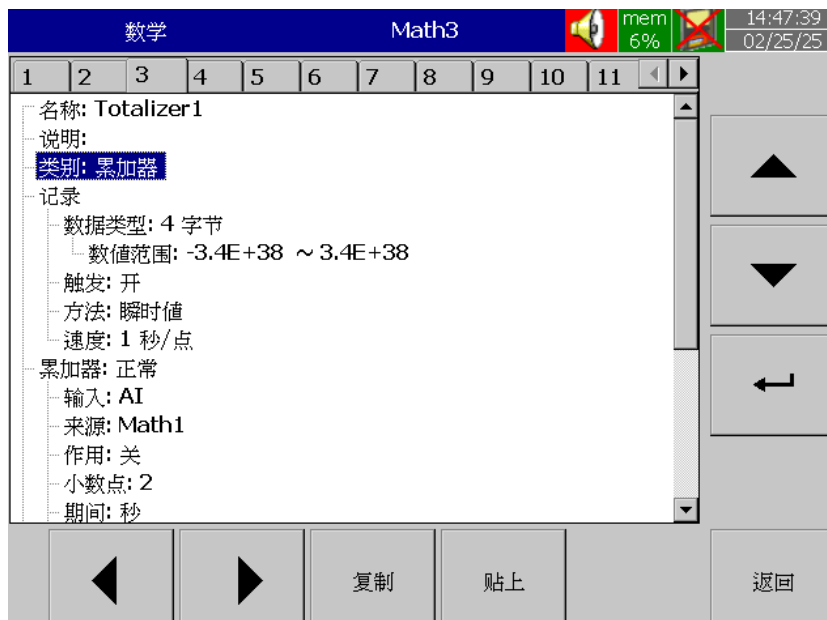 数学 Math3 mem 6% 14:47:39 02/25/25
1 2 3 4 5 6 7 8 9 10 11
名称: Totalizer1
说明:
类别: 累加器
记录
数据类型: 4 字节
数值范围: -3.4E+38 ~ 3.4E+38
触发: 开
方法: 瞬时值
速度: 1 秒/点
累加器: 正常
输入: AI
来源: Math1
作用: 关
小数点: 2
期间: 秒
复制 贴上 返回